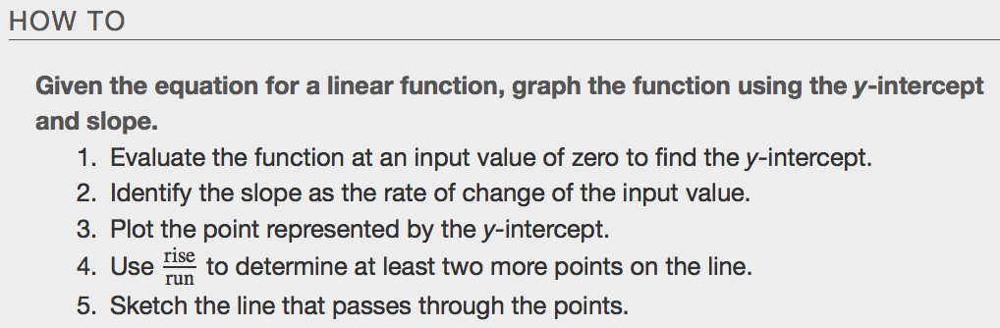 HOW TO
Given the equation for a linear function, graph the function using the y-intercept
and slope.
1. Evaluate the function at an input value of zero to find the y-intercept.
2. Identify the slope as the rate of change of the input value.
3. Plot the point represented by the y-intercept.
4. Use rise/run to determine at least two more points on the line.
5. Sketch the line that passes through the points.